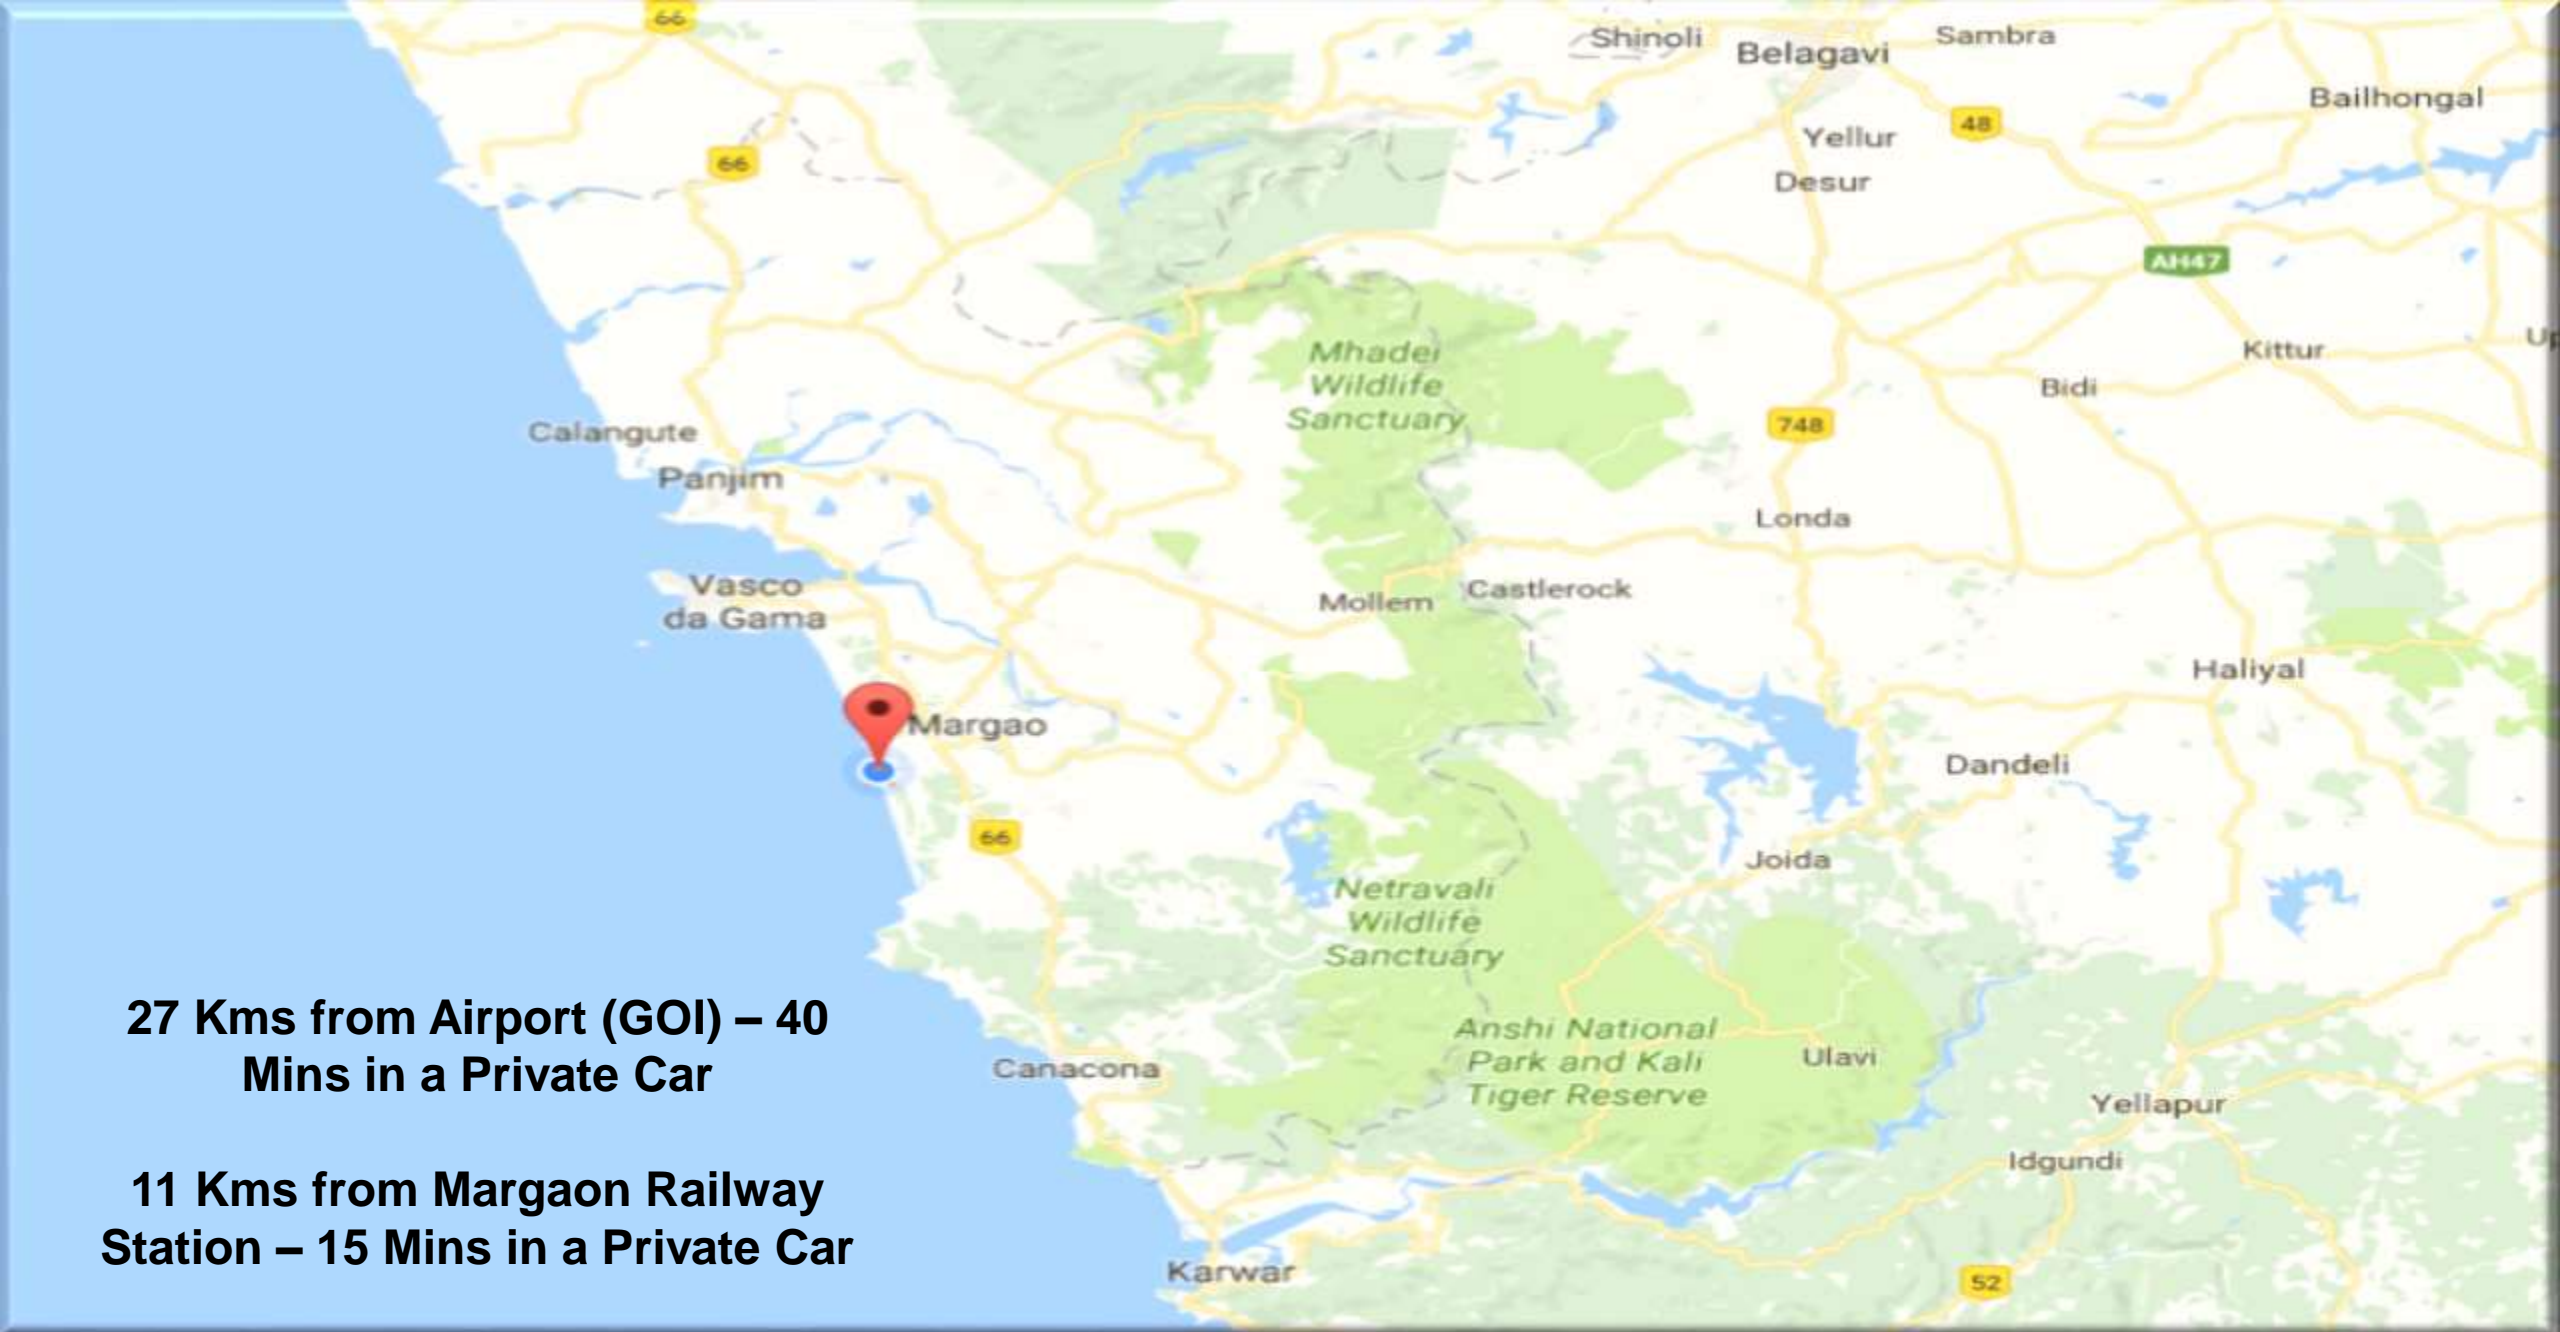 66
Shinoli
Belagavi
Sambra
Bailhongal
48
Yellur
66
Desur
AH47
Kittur
Mhadei
Wildlife
Sanctuary
Bidi
748
Calangute
Panjim
Londa
Vasco
da Gama
Mollem
Castlerock
Haliyal
Margao
Dandeli
66
Joida
Netravali
Wildlife
Sanctuary
27 Kms from Airport (GOI) – 40
Mins in a Private Car
Anshi National
Park and Kali
Tiger Reserve
Ulavi
Canacona
Yellapur
Idgundi
11 Kms from Margaon Railway
Station – 15 Mins in a Private Car
Karwar
52